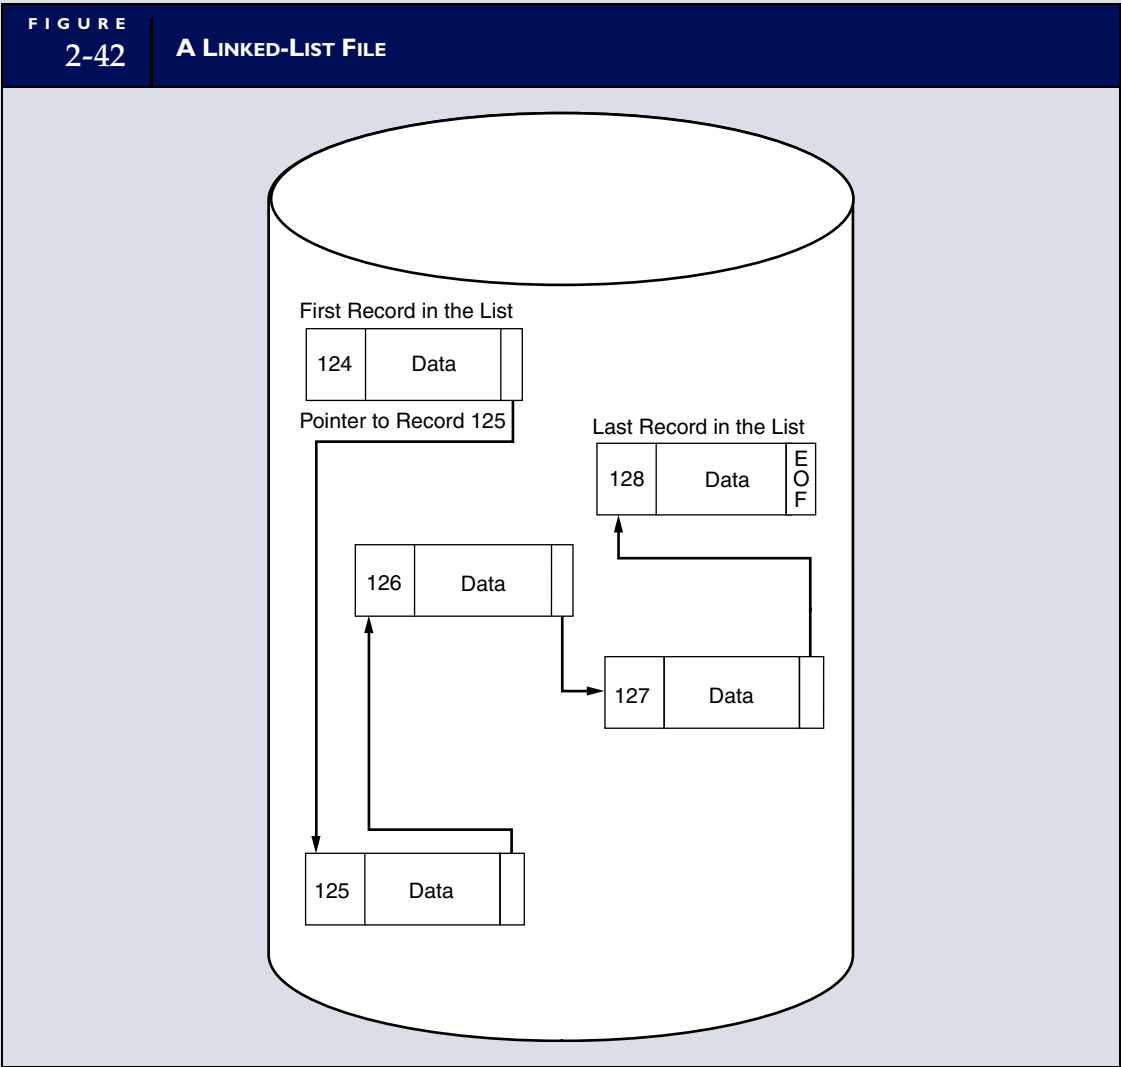 FIGURE
2-42
A LINKED-LIST FILE
First Record in the List
124 Data
Pointer to Record 125
Last Record in the List
128 Data EOF
126 Data
127 Data
125 Data